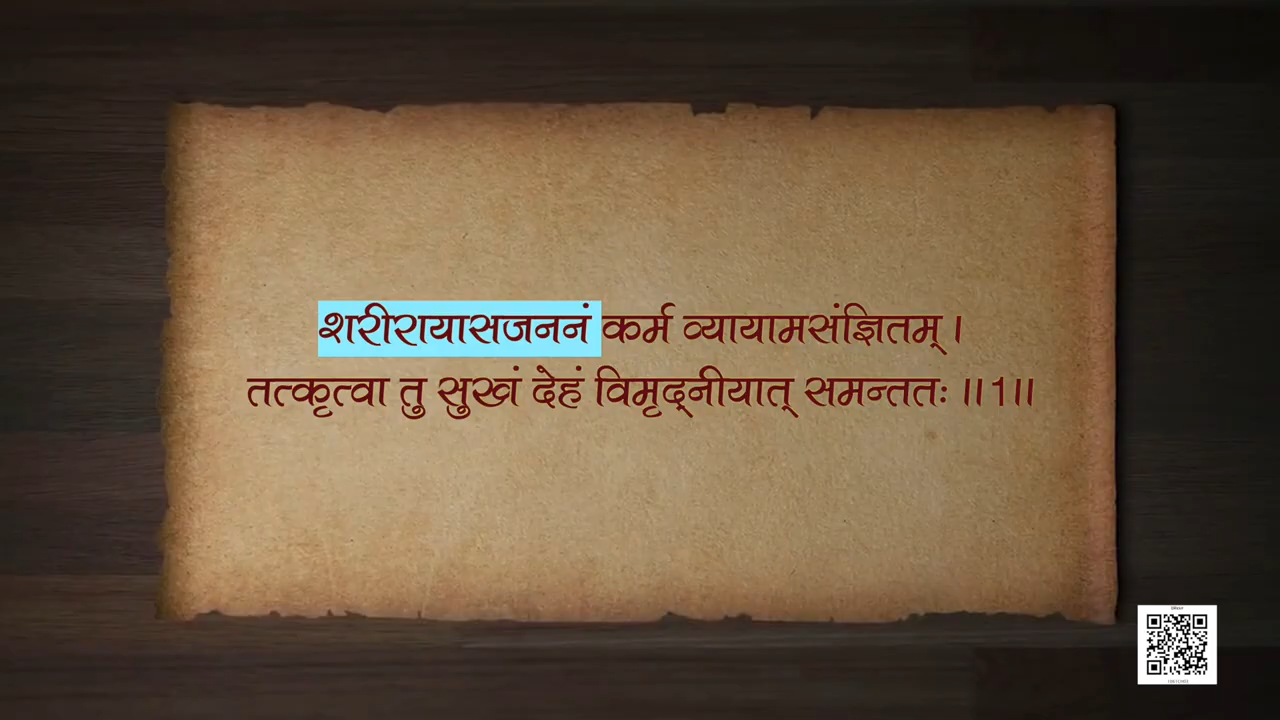 शरीरायासजननं कर्म व्यायामसंज्ञितम् ।
तत्कृत्वा तु सुखं देहं विमृद्‌नीयात् समन्ततः ॥1॥